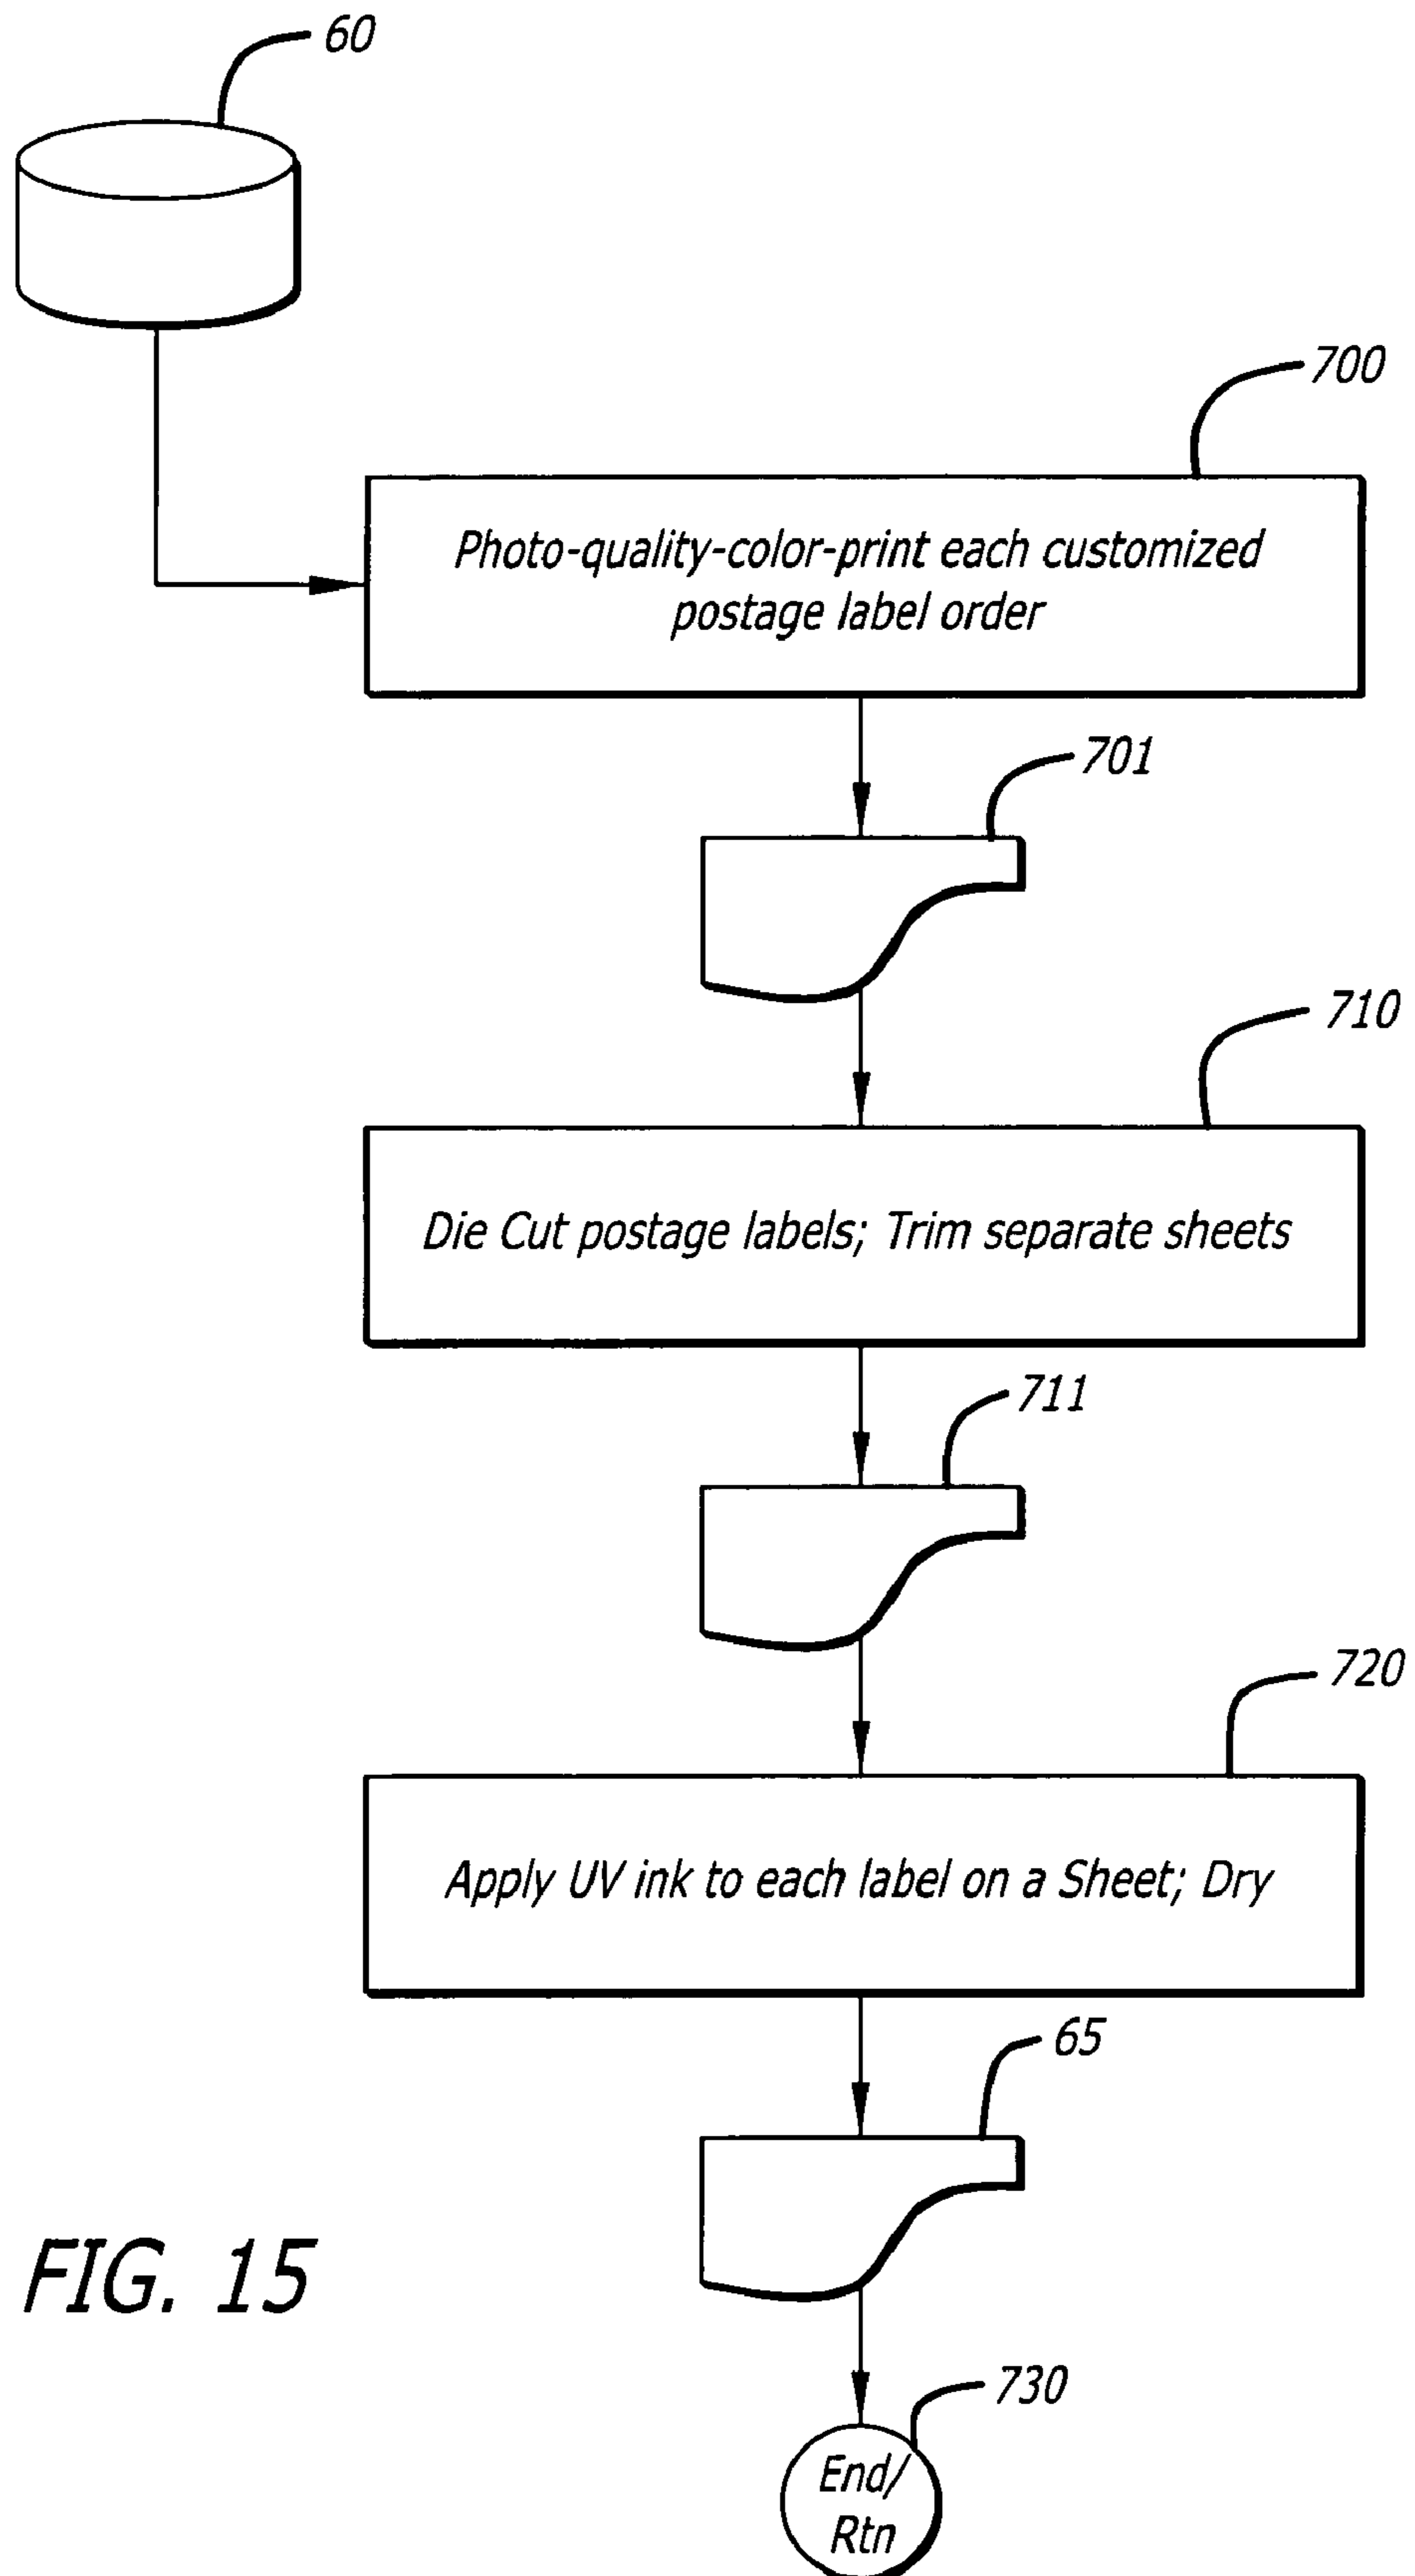 60
700
Photo-quality-color-print each customized
postage label order
701
710
Die Cut postage labels; Trim separate sheets
711
720
Apply UV ink to each label on a Sheet; Dry
65
FIG. 15
730
End/
Rtn